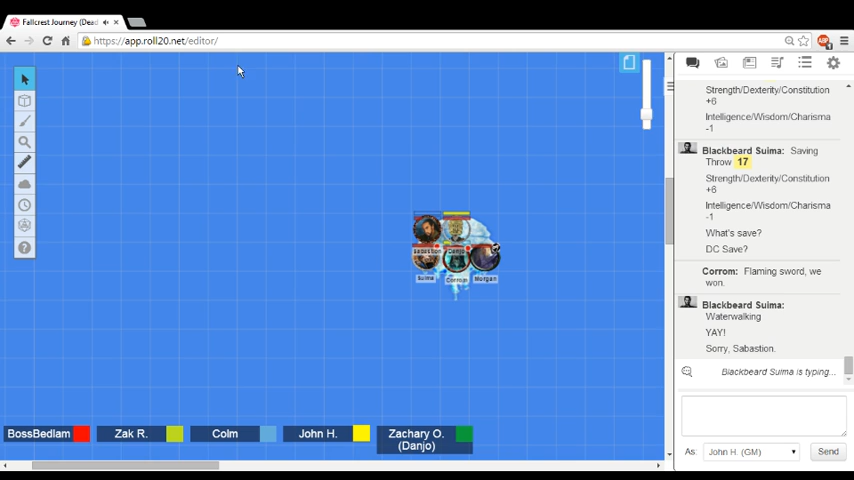 Fallcrest Journey (Dead
https://app.roll20.net/editor/
ABP
Strength/Dexterity/Constitution
+6
Intelligence/Wisdom/Charisma
-1
Blackbeard Suima: Saving
Throw 17
Strength/Dexterity/Constitution
+6
Intelligence/Wisdom/Charisma
-1
What's save?
DC Save?
Corrom: Flaming sword, we
won.
Blackbeard Suima:
Waterwalking
YAY!
Sorry, Sabastion.
Blackbeard Suima is typing...
Sabastion
Danjo
Suima
Corrom
Morgan
BossBedlam
Zak R.
Colm
John H.
Zachary O.
(Danjo)
As:
John H. (GM)
Send